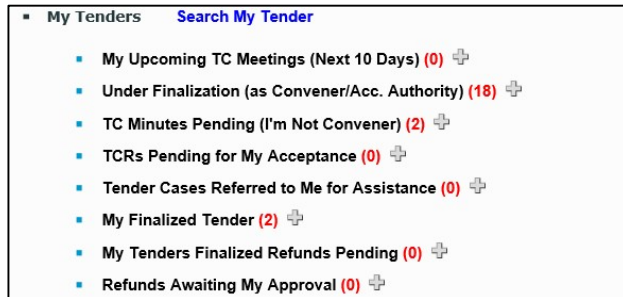 My Tenders Search My Tender
My Upcoming TC Meetings (Next 10 Days) (0)
Under Finalization (as Convener/Acc. Authority) (18)
TC Minutes Pending (I'm Not Convener) (2)
TCRs Pending for My Acceptance (0)
Tender Cases Referred to Me for Assistance (0)
My Finalized Tender (2)
My Tenders Finalized Refunds Pending (0)
Refunds Awaiting My Approval (0)